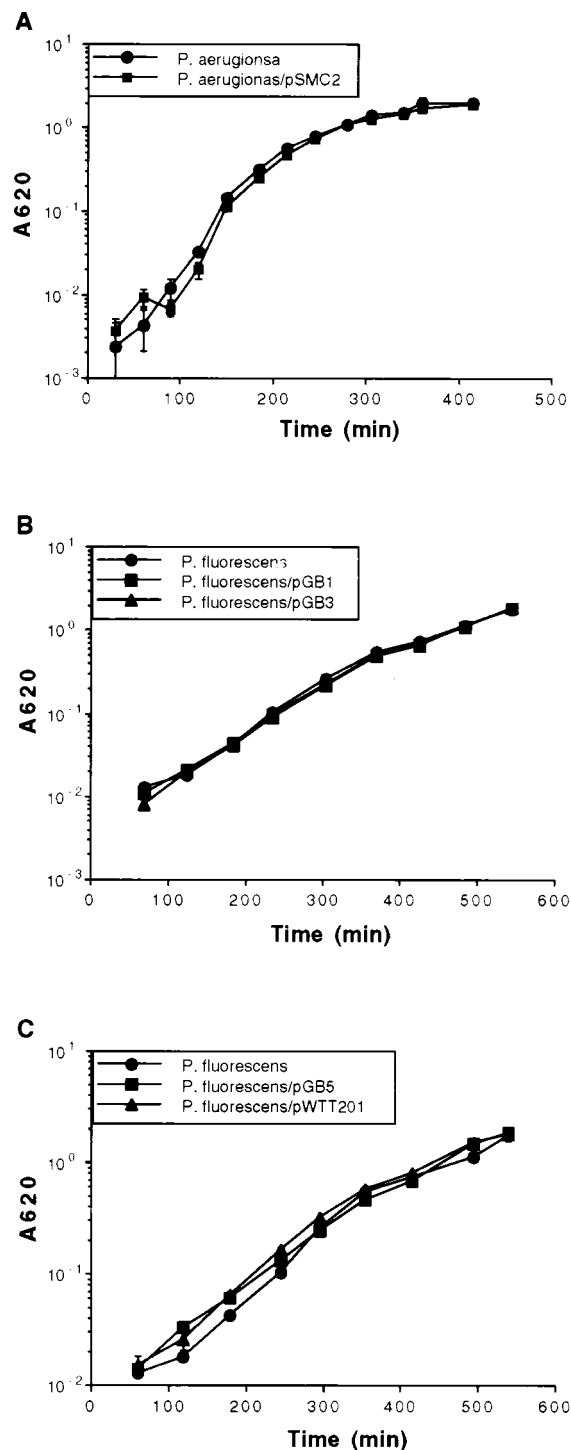 A
P. aerugionsa
P. aerugionas/pSMC2
10^1
10^0
10^-1
10^-2
10^-3
A620
0 100 200 300 400 500
Time (min)
B
P. fluorescens
P. fluorescens/pGB1
P. fluorescens/pGB3
10^1
10^0
10^-1
10^-2
10^-3
A620
0 100 200 300 400 500 600
Time (min)
C
P. fluorescens
P. fluorescens/pGB5
P. fluorescens/pWTT201
10^1
10^0
10^-1
10^-2
A620
0 100 200 300 400 500 600
Time (min)